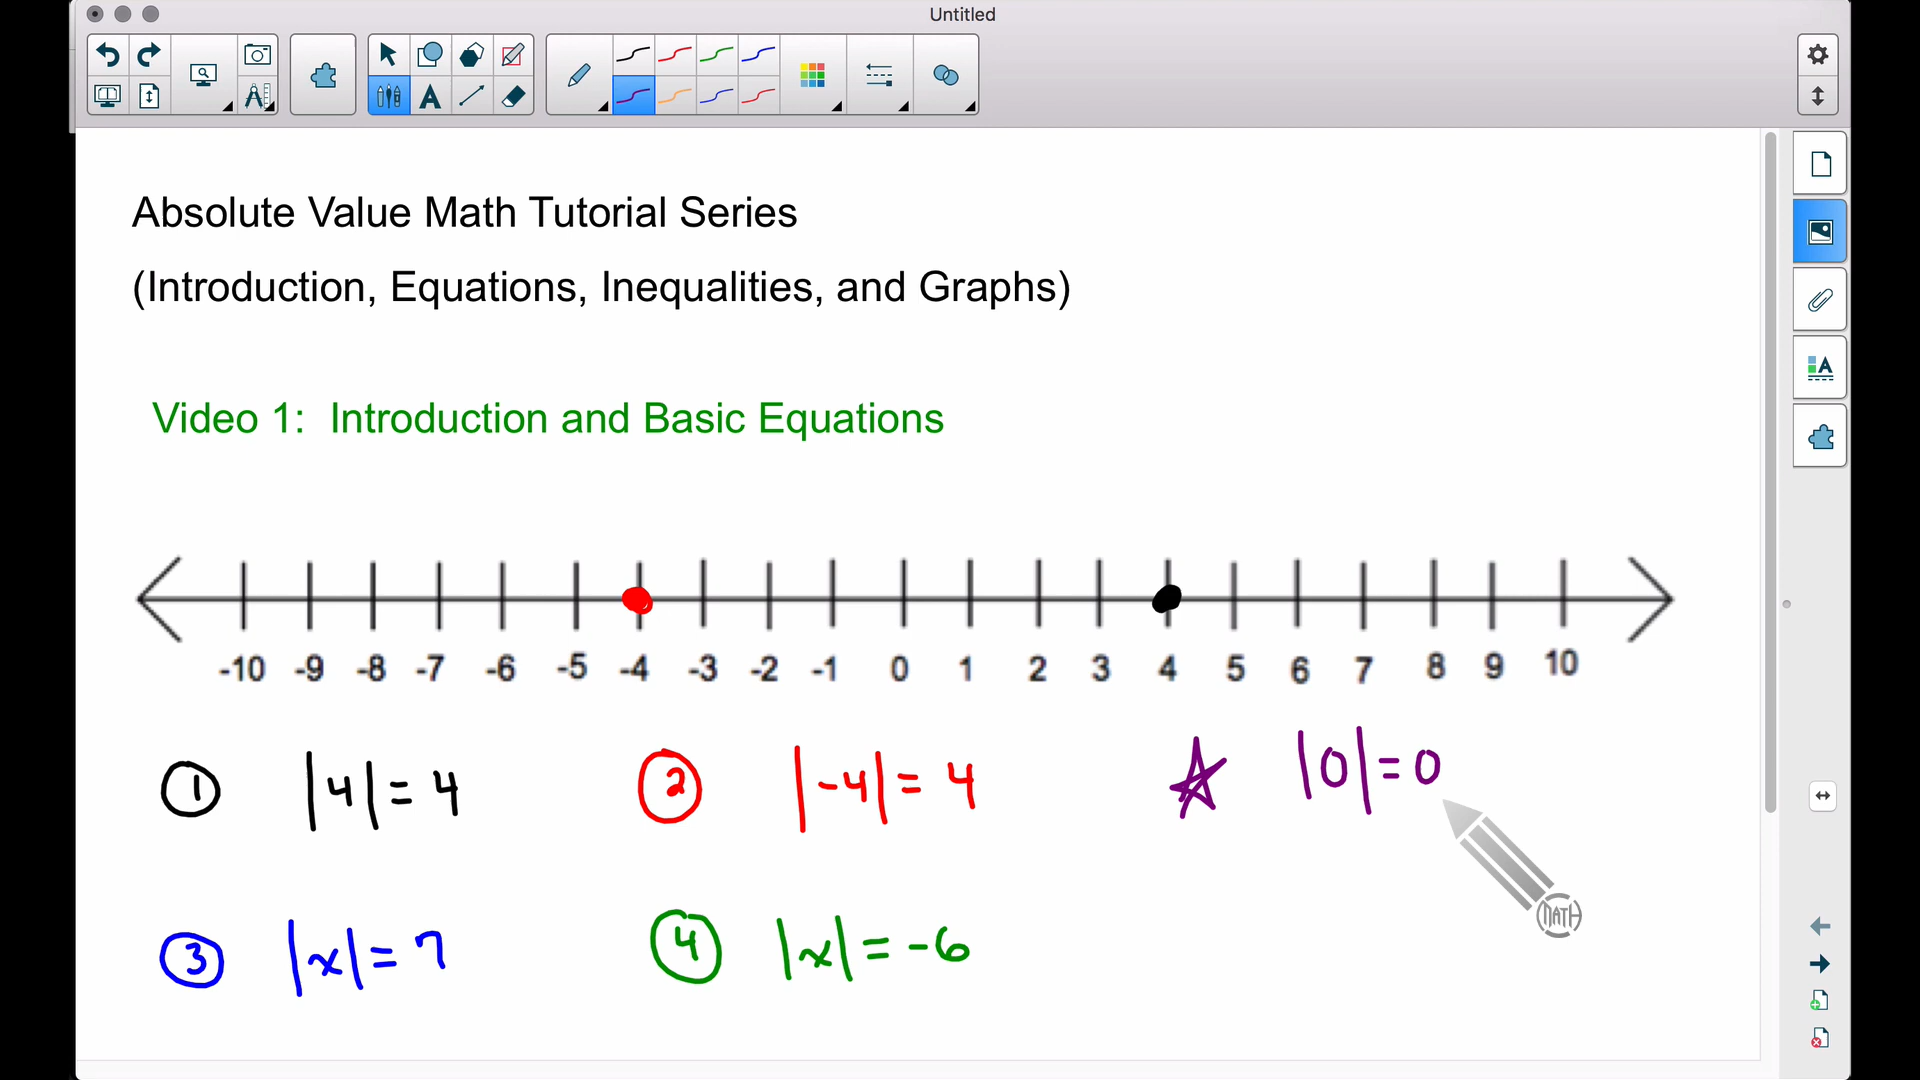 Untitled
Absolute Value Math Tutorial Series
(Introduction, Equations, Inequalities, and Graphs)
Video 1: Introduction and Basic Equations
-10 -9 -8 -7 -6 -5 -4 -3 -2 -1 0 1 2 3 4 5 6 7 8 9 10
① |4| = 4 ② |-4| = 4 ☆ |0| = 0
MATH
③ |x| = 7 ④ |x| = -6